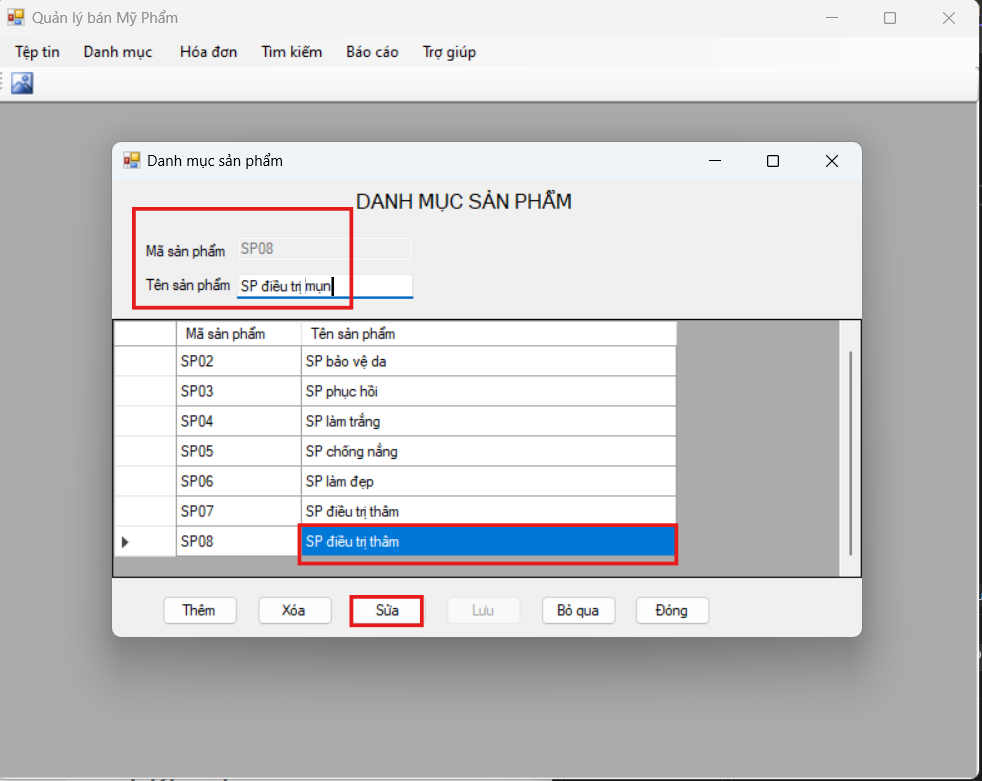 Quản lý bán Mỹ Phẩm
Tệp tin Danh mục Hóa đơn Tìm kiếm Báo cáo Trợ giúp
Danh mục sản phẩm
DANH MỤC SẢN PHẨM
Mã sản phẩm SP08
Tên sản phẩm SP điều trị mụn
Mã sản phẩm Tên sản phẩm
SP02 SP bảo vệ da
SP03 SP phục hồi
SP04 SP làm trắng
SP05 SP chống nắng
SP06 SP làm đẹp
SP07 SP điều trị thâm
SP08 SP điều trị thâm
Thêm Xóa Sửa Lưu Bỏ qua Đóng